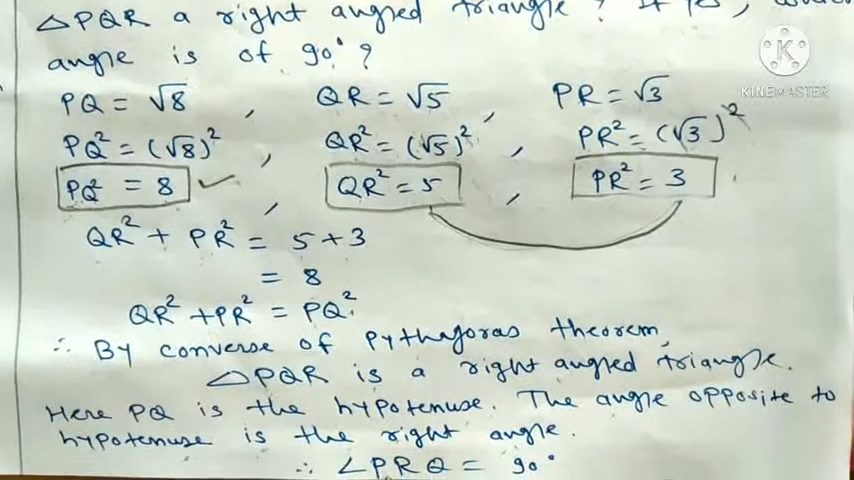 △PQR a right angled triangle? If yes,
angle is of 90°?
PQ = √8 , QR = √5 , PR = √3
PQ² = (√8)² , QR² = (√5)² , PR² = (√3)²
PQ² = 8 ✓ , QR² = 5 , PR² = 3
QR² + PR² = 5 + 3
= 8
QR² + PR² = PQ²
∴ By converse of Pythagoras theorem,
△PQR is a right angled triangle.
Here PQ is the hypotenuse. The angle opposite to
hypotenuse is the right angle.
∴ ∠PRQ = 90°
K
KINEMASTER